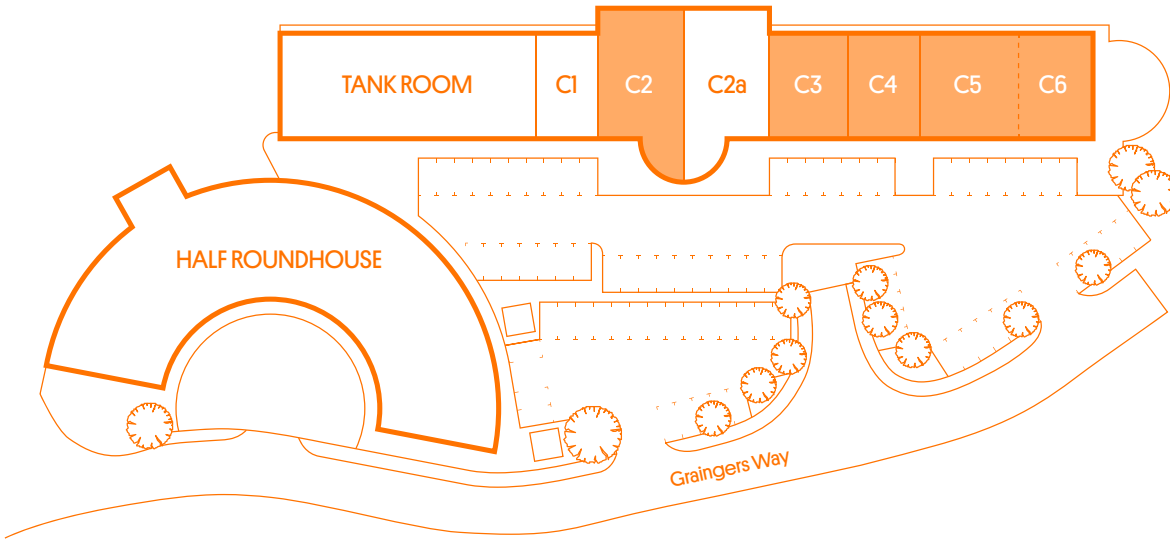 TANK ROOM
C1
C2
C2a
C3
C4
C5
C6
HALF ROUNDHOUSE
Graingers Way